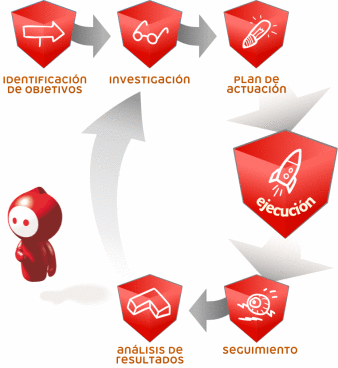 IDENTIFICACIÓN
DE OBJETIVOS
INVESTIGACIÓN
PLAN DE
ACTUACIÓN
ejecución
SEGUIMIENTO
ANÁLISIS DE
RESULTADOS